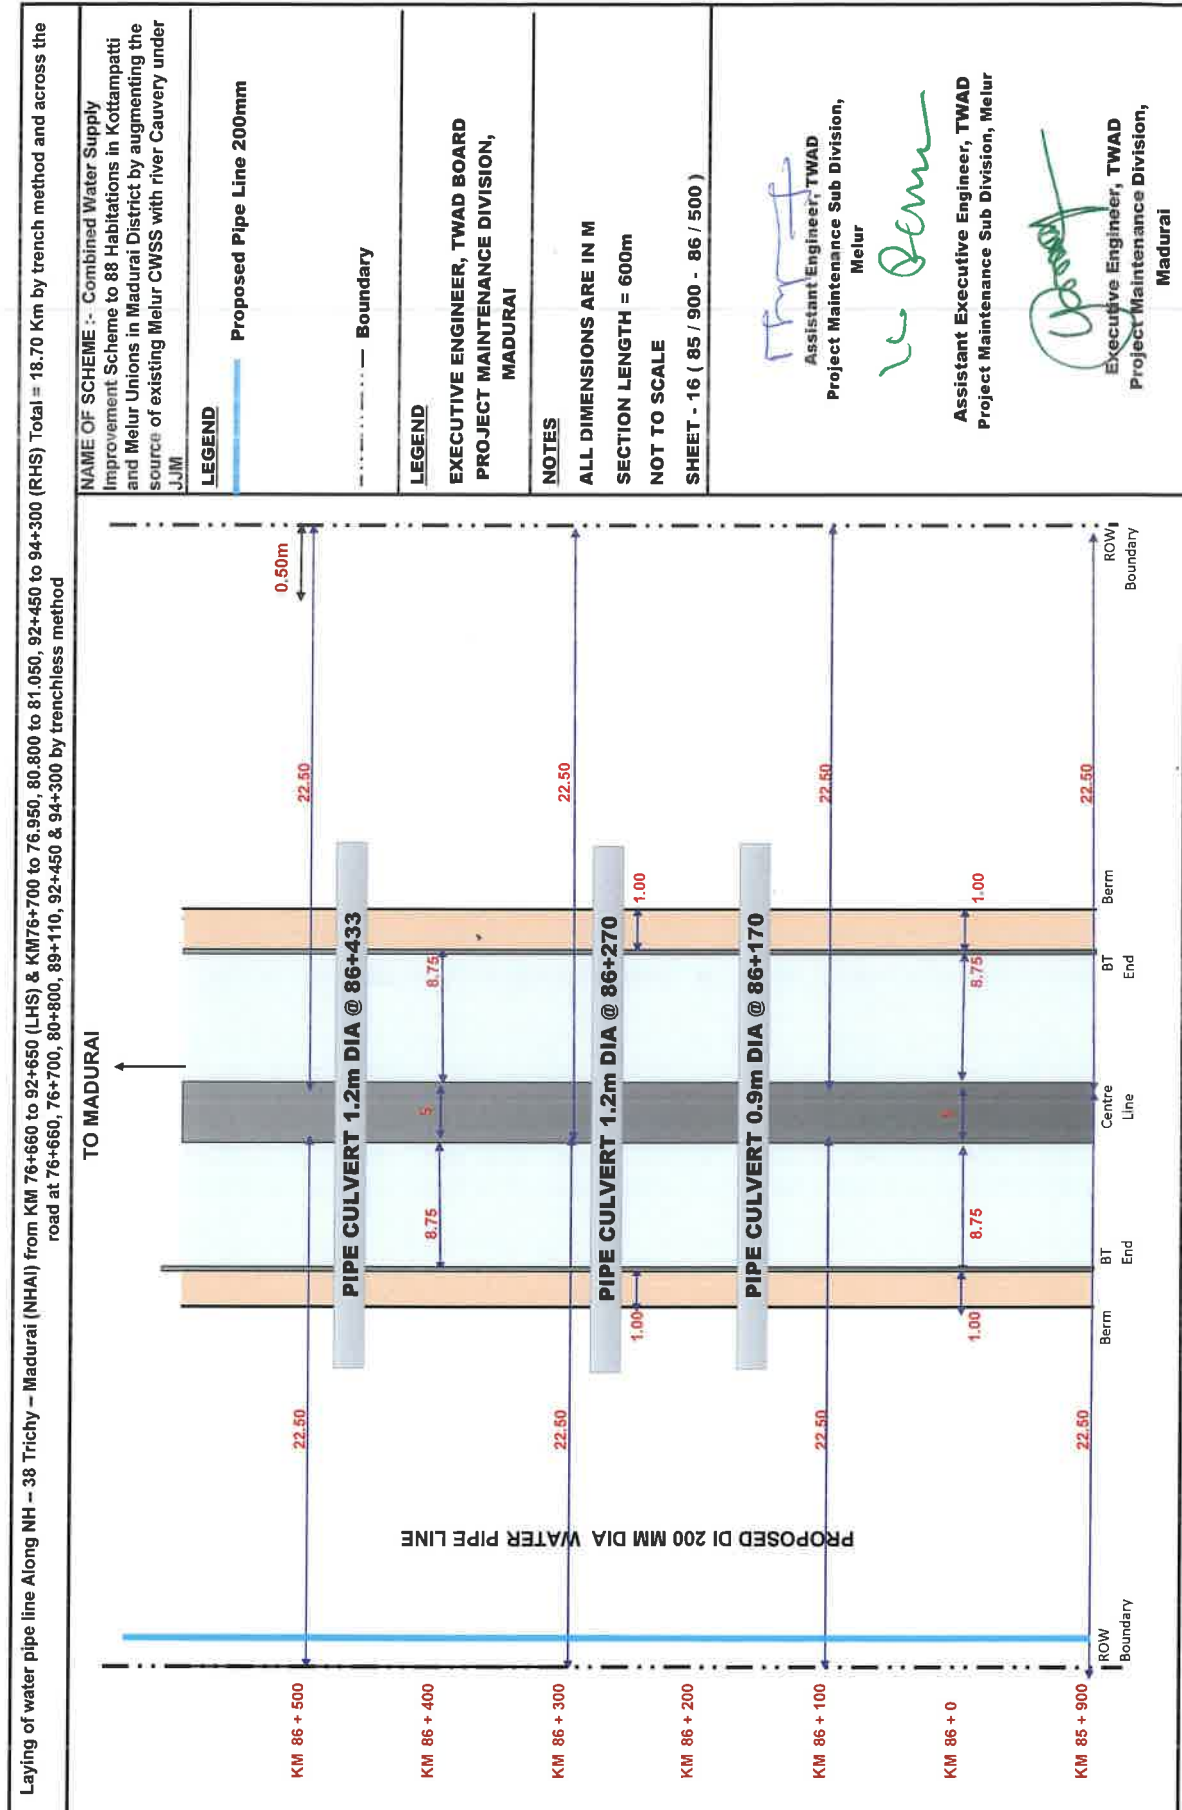 Laying of water pipe line Along NH – 38 Trichy – Madurai (NHAI) from KM 76+660 to 92+650 (LHS) & KM76+700 to 76.950, 80.800 to 81.050, 92+450 to 94+300 (RHS) Total = 18.70 Km by trench method and across the
road at 76+660, 76+700, 80+800, 89+110, 92+450 & 94+300 by trenchless method
TO MADURAI
NAME OF SCHEME :- Combined Water Supply
Improvement Scheme to 88 Habitations in Kottampatti
and Melur Unions in Madurai District by augmenting the
source of existing Melur CWSS with river Cauvery under
JJM
LEGEND
Proposed Pipe Line 200mm
Boundary
LEGEND
EXECUTIVE ENGINEER, TWAD BOARD
PROJECT MAINTENANCE DIVISION,
MADURAI
NOTES
ALL DIMENSIONS ARE IN M
SECTION LENGTH = 600m
NOT TO SCALE
SHEET - 16 ( 85 / 900 - 86 / 500 )
Assistant Engineer, TWAD
Project Maintenance Sub Division,
Melur
Assistant Executive Engineer, TWAD
Project Maintenance Sub Division, Melur
Executive Engineer, TWAD
Project Maintenance Division,
Madurai
KM 86 + 500
22.50
22.50
0.50m
PIPE CULVERT 1.2m DIA @ 86+433
KM 86 + 400
8.75
5
8.75
KM 86 + 300
22.50
22.50
PIPE CULVERT 1.2m DIA @ 86+270
KM 86 + 200
1.00
1.00
PIPE CULVERT 0.9m DIA @ 86+170
KM 86 + 100
22.50
22.50
PROPOSED DI 200 MM DIA WATER PIPE LINE
KM 86 + 0
1.00
8.75
5
8.75
1.00
KM 85 + 900
22.50
22.50
ROW
Boundary
Berm
BT
End
Centre
Line
BT
End
Berm
ROW
Boundary